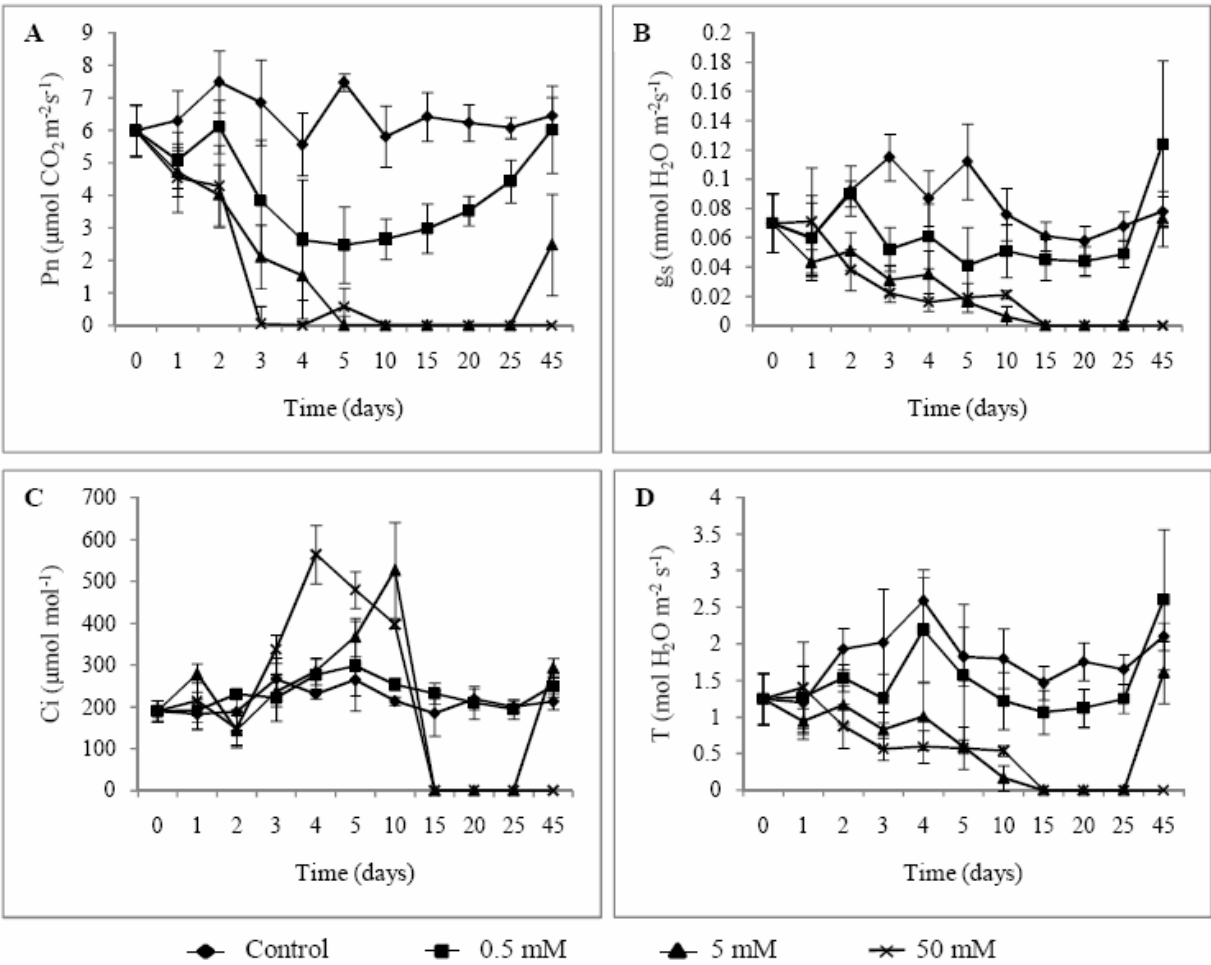 A
Pn (µmol CO₂ m⁻² s⁻¹)
9
8
7
6
5
4
3
2
1
0
0 1 2 3 4 5 10 15 20 25 45
Time (days)
B
gs (mmol H₂O m⁻² s⁻¹)
0.2
0.18
0.16
0.14
0.12
0.1
0.08
0.06
0.04
0.02
0
0 1 2 3 4 5 10 15 20 25 45
Time (days)
C
Ci (µmol mol⁻¹)
700
600
500
400
300
200
100
0
0 1 2 3 4 5 10 15 20 25 45
Time (days)
D
T (mol H₂O m⁻² s⁻¹)
4
3.5
3
2.5
2
1.5
1
0.5
0
0 1 2 3 4 5 10 15 20 25 45
Time (days)
Control 0.5 mM 5 mM 50 mM